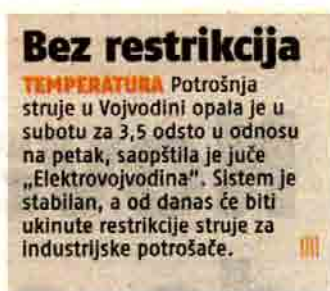 Bez restrikcija
TEMPERATURA Potrošnja
struje u Vojvodini opala je u
subotu za 3,5 odsto u odnosu
na petak, saopštila je juče
„Elektrovojvodina“. Sistem je
stabilan, a od danas će biti
ukinute restrikcije struje za
industrijske potrošače.